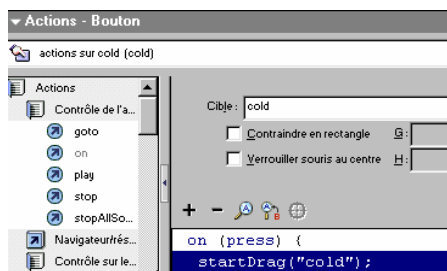 Actions - Bouton
actions sur cold (cold)
Actions
Contrôle de l'a...
goto
on
play
stop
stopAllSo...
Navigateur/rés...
Contrôle sur le...
Cible : cold
Contraindre en rectangle G :
Verrouiller souris au centre H :
on (press) {
startDrag("cold");